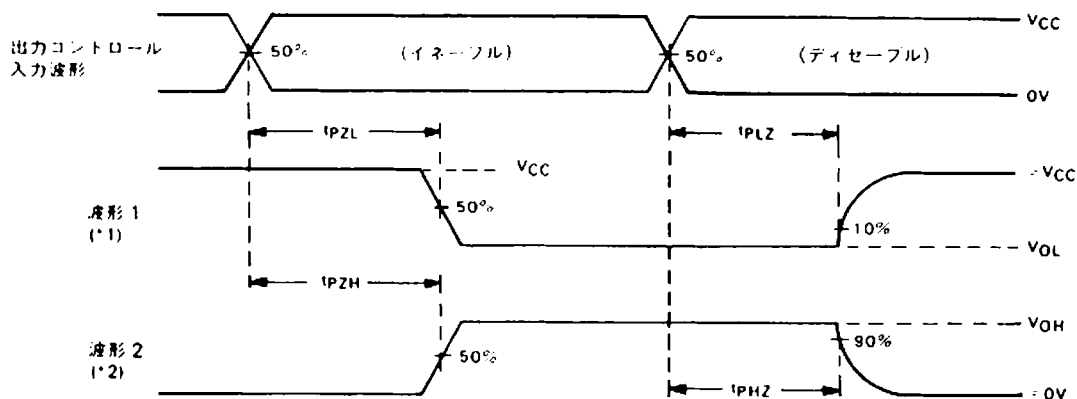 VCC
出力コントロール
入力波形
50%
(イネーブル)
50%
(ディセーブル)
0V
tPZL
tPLZ
VCC
≈VCC
波形1
(*1)
50%
10%
VOL
tPZH
VOH
波形2
(*2)
50%
90%
tPHZ
≈0V